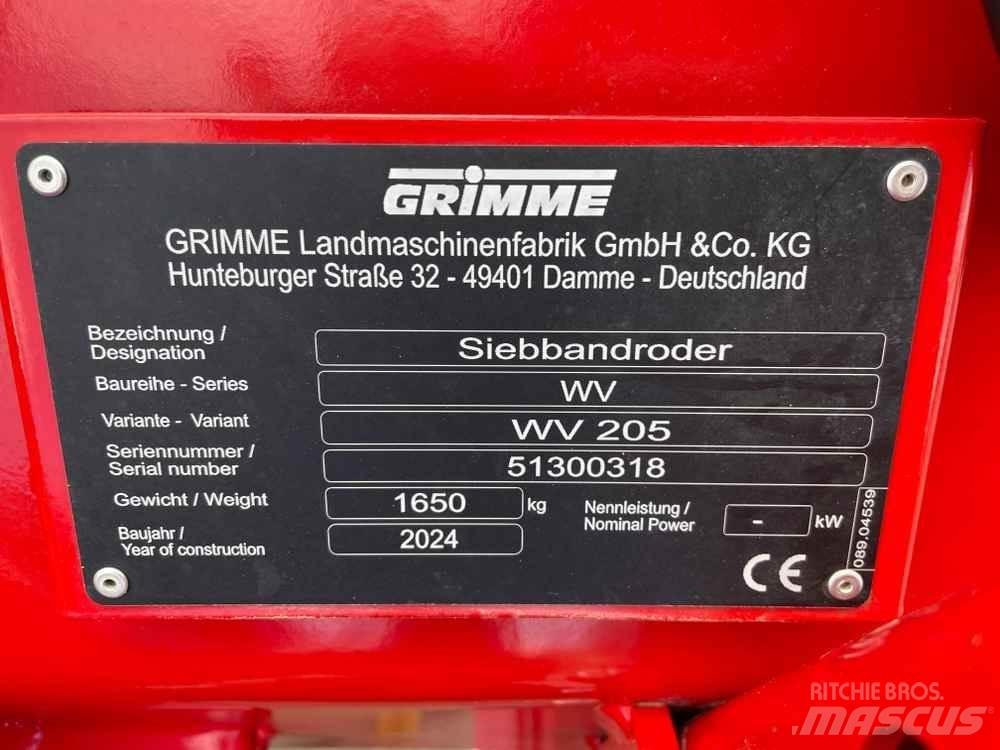 GRIMME
GRIMME Landmaschinenfabrik GmbH &Co. KG
Hunteburger Straße 32 - 49401 Damme - Deutschland
Bezeichnung /
Designation
Siebbandroder
Baureihe - Series
WV
Variante - Variant
WV 205
Seriennummer /
Serial number
51300318
Gewicht / Weight
1650
kg
Nennleistung /
Nominal Power
-
kW
Baujahr /
Year of construction
2024
CE
089.04539
RITCHIE BROS.
MASCUS